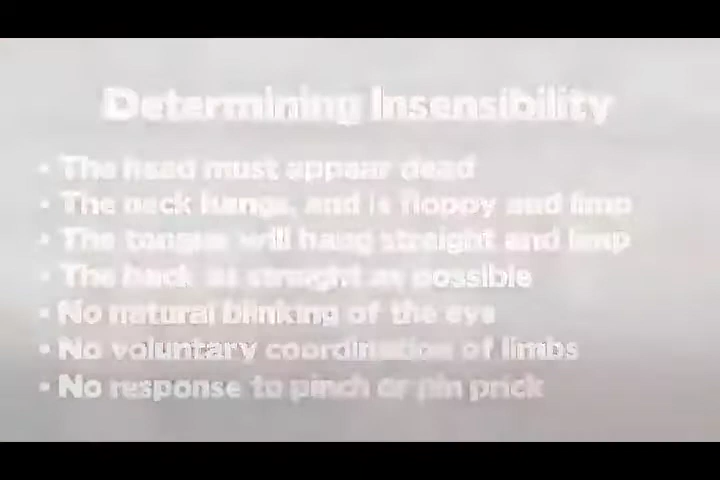 Determining Insensibility
• The head must appear dead
• The neck hangs, and is floppy and limp
• The tongue will hang straight and limp
• The back as straight as possible
• No natural blinking of the eye
• No voluntary coordination of limbs
• No response to pinch or pin prick